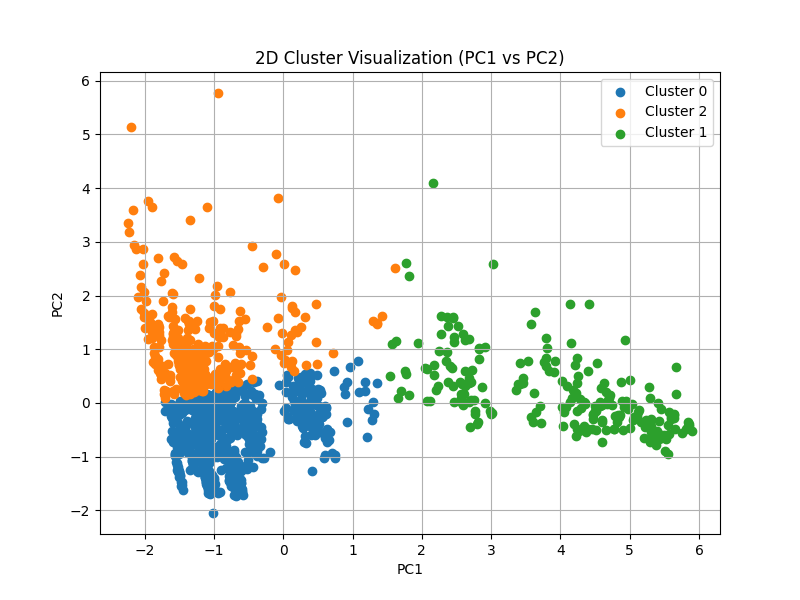 2D Cluster Visualization (PC1 vs PC2)
Cluster 0
Cluster 2
Cluster 1
6
5
4
3
2
1
0
−1
−2
PC2
−2 −1 0 1 2 3 4 5 6
PC1